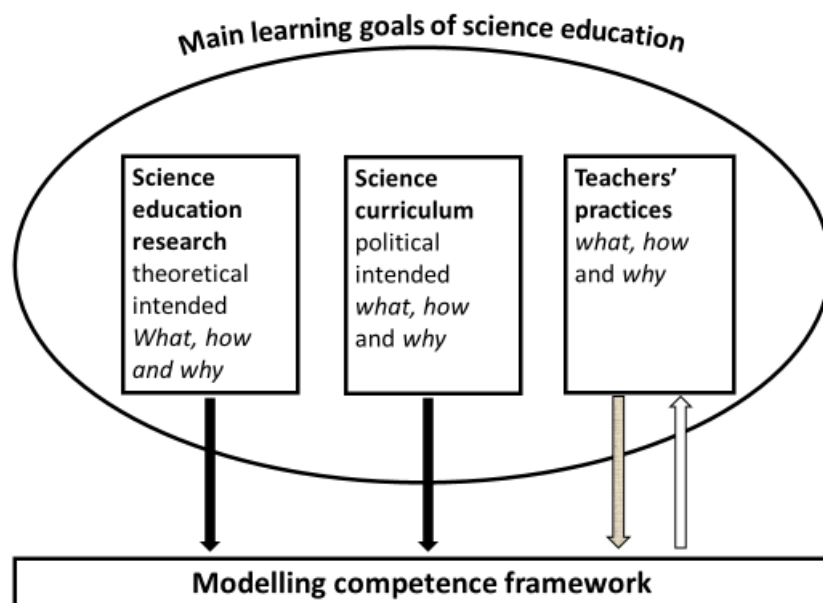 Main learning goals of science education
Science
education
research
theoretical
intended
What, how
and why
Science
curriculum
political
intended
what, how
and why
Teachers'
practices
what, how
and why
Modelling competence framework